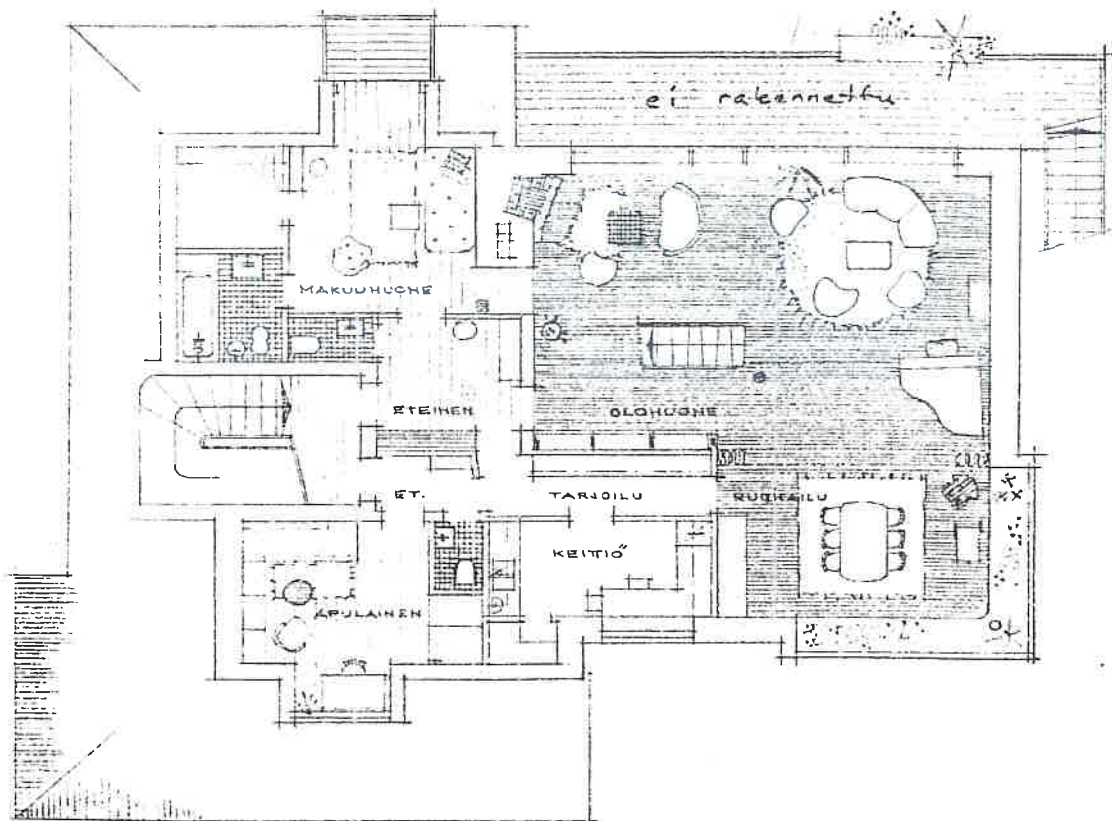 ei rakennettu
MAKUUHUONE
ETEINEN
OLOHUONE
ET.
TARJOILU
RUOKAILU
KEITTIÖ
APULAINEN